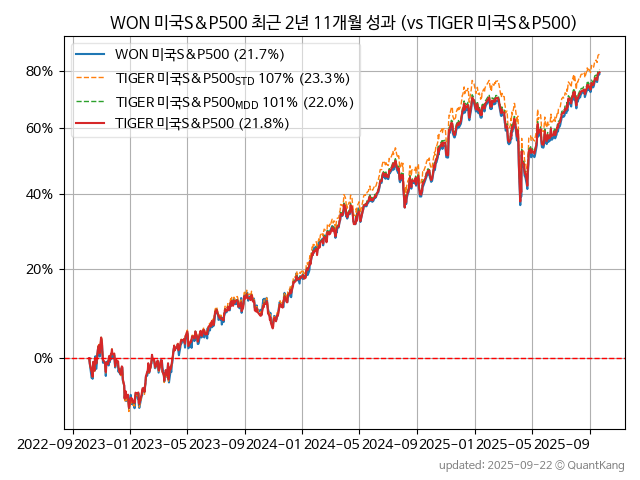 WON 미국S&P500 최근 2년 11개월 성과 (vs TIGER 미국S&P500)
WON 미국S&P500 (21.7%)
TIGER 미국S&P500STD 107% (23.3%)
TIGER 미국S&P500MDD 101% (22.0%)
TIGER 미국S&P500 (21.8%)
80%
60%
40%
20%
0%
2022-09 2023-01 2023-05 2023-09 2024-01 2024-05 2024-09 2025-01 2025-05 2025-09
updated: 2025-09-22 © QuantKang